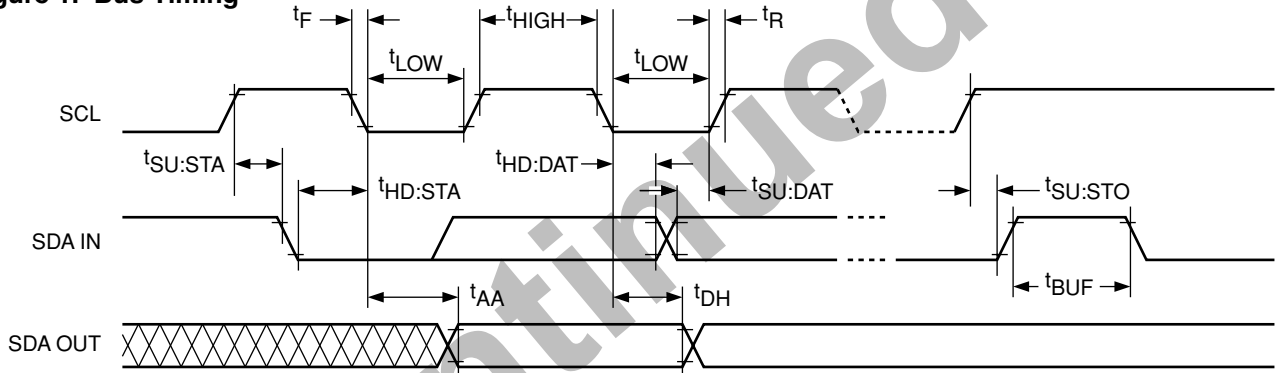 Figure 1. Bus Timing
tF tHIGH tR
tLOW tLOW
SCL
tSU:STA tHD:DAT
tHD:STA tSU:DAT tSU:STO
SDA IN
tBUF
tAA tDH
SDA OUT
ntinued